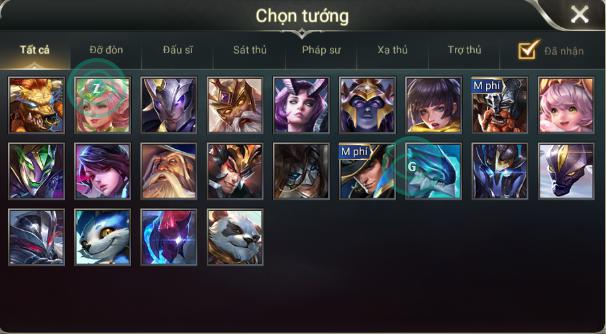 Chọn tướng
Tất cả Đỡ đòn Đấu sĩ Sát thủ Pháp sư Xạ thủ Trợ thủ Đã nhận
Z
M phí
M phí
G